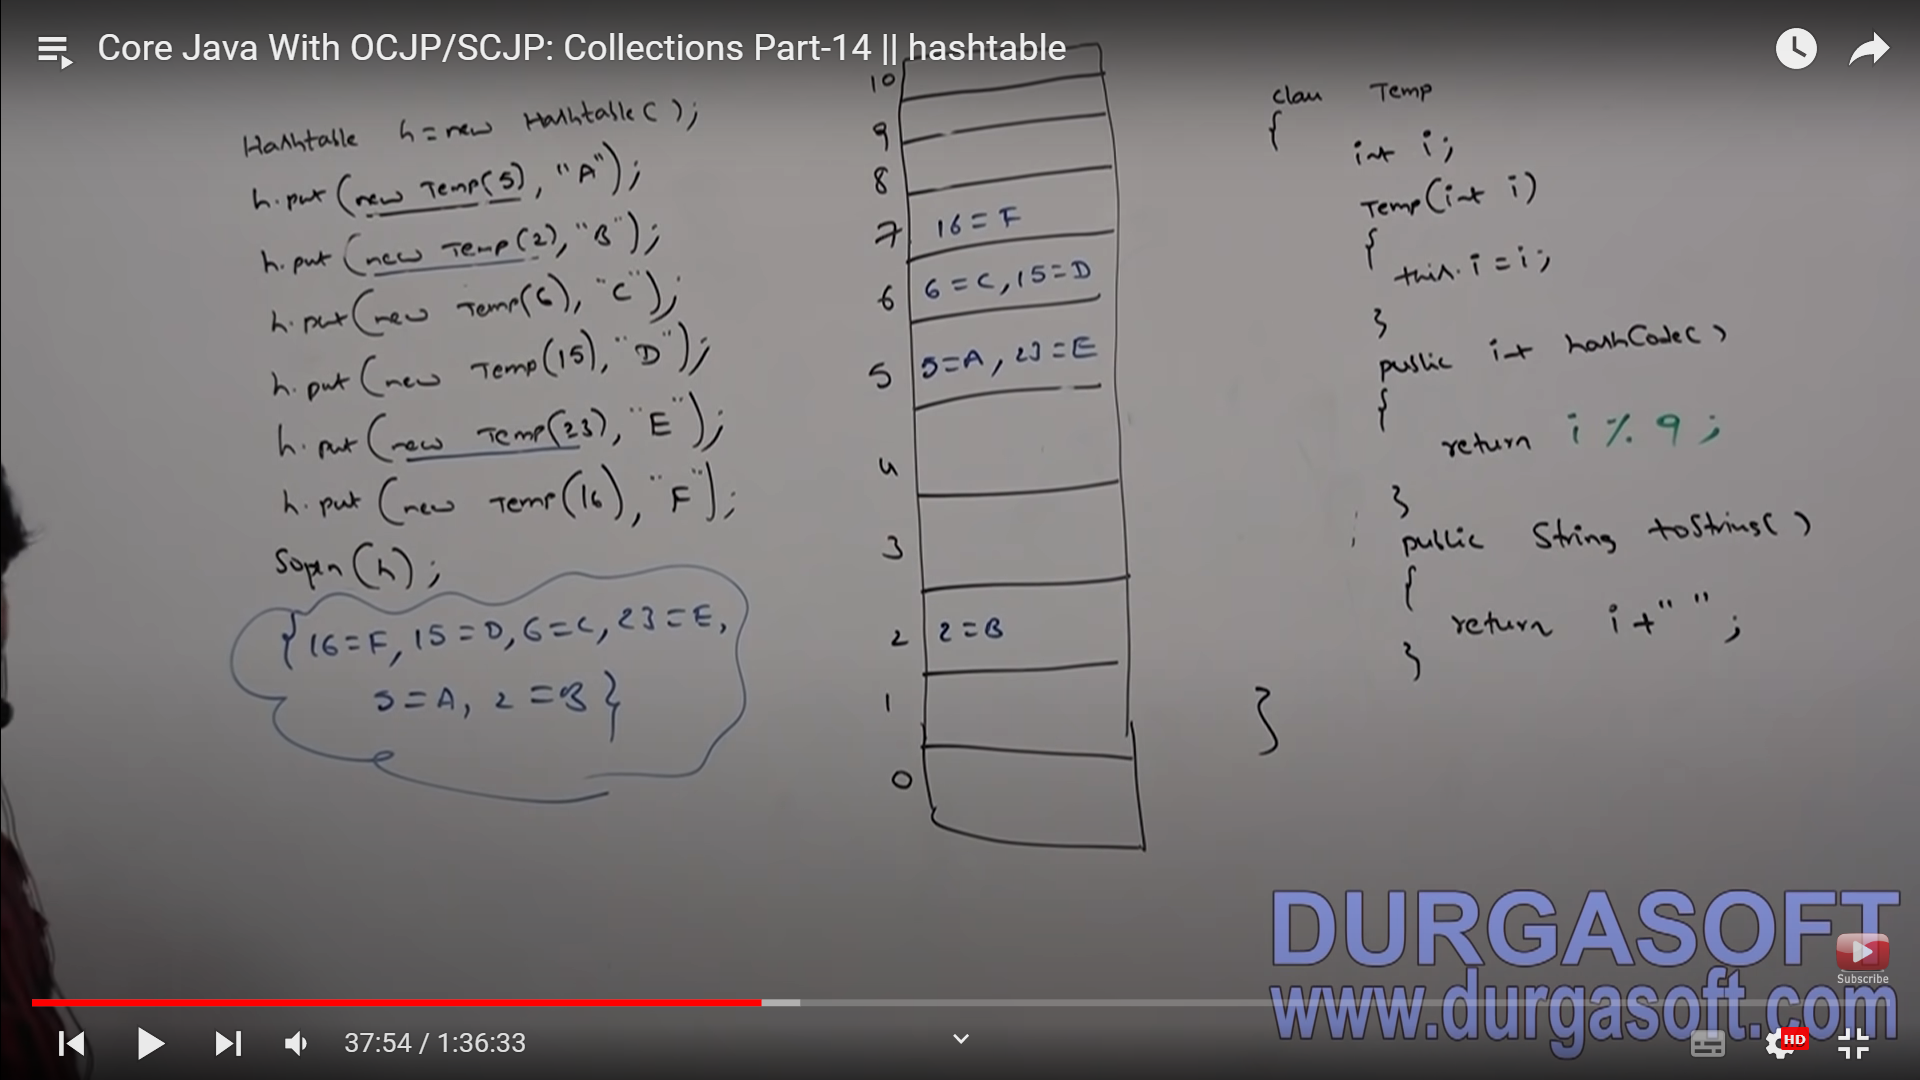 Core Java With OCJP/SCJP: Collections Part-14 || hashtable
Hashtable h = new Hashtable( );
h.put (new Temp(5), "A");
h.put (new Temp(2), "B");
h.put (new Temp(6), "C");
h.put (new Temp(15), "D");
h.put (new Temp(23), "E");
h.put (new Temp(16), "F");
Sopln (h);
{16=F, 15=D, 6=C, 23=E,
5=A, 2=B}
10
9
8
7 16=F
6 6=C, 15=D
5 5=A, 23=E
4
3
2 2=B
1
0
class Temp
{
int i;
Temp(int i)
{
this.i = i;
}
public int hashCode( )
{
return i % 9 ;
}
public String toString( )
{
return i + " " ;
}
}
DURGASOFT
www.durgasoft.com
Subscribe
37:54 / 1:36:33
HD